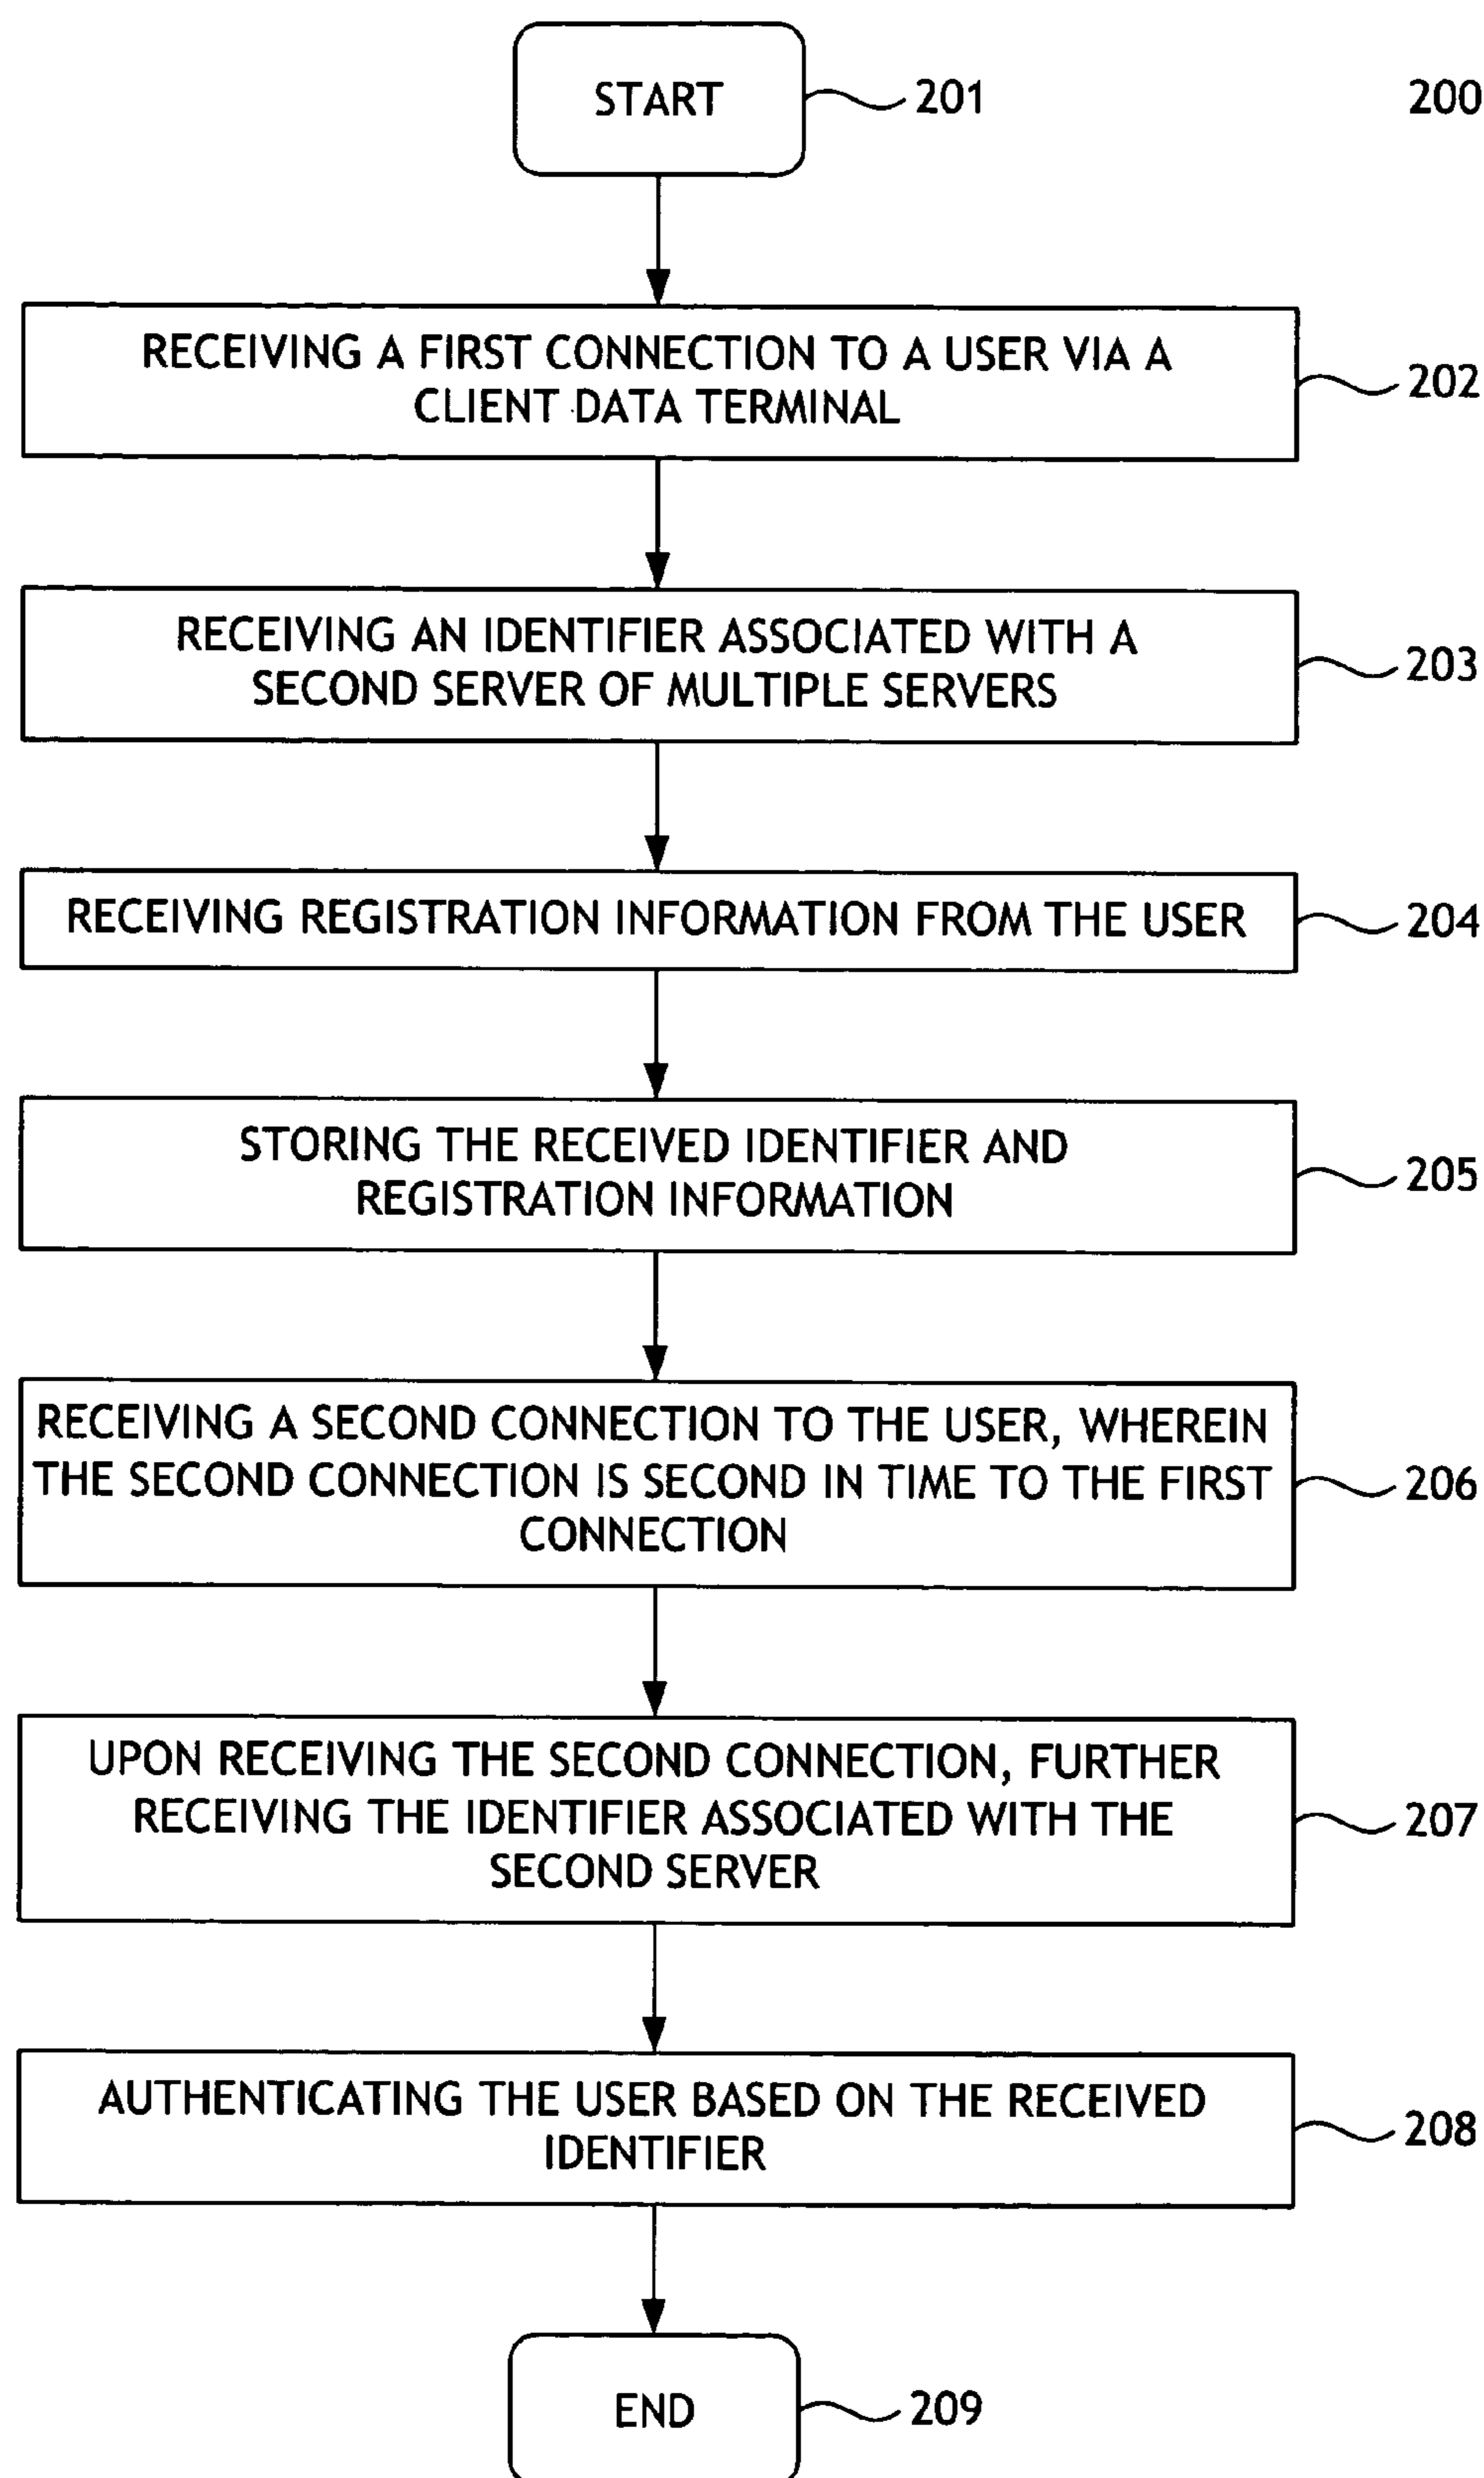 START
201
200
RECEIVING A FIRST CONNECTION TO A USER VIA A
CLIENT DATA TERMINAL
202
RECEIVING AN IDENTIFIER ASSOCIATED WITH A
SECOND SERVER OF MULTIPLE SERVERS
203
RECEIVING REGISTRATION INFORMATION FROM THE USER
204
STORING THE RECEIVED IDENTIFIER AND
REGISTRATION INFORMATION
205
RECEIVING A SECOND CONNECTION TO THE USER, WHEREIN
THE SECOND CONNECTION IS SECOND IN TIME TO THE FIRST
CONNECTION
206
UPON RECEIVING THE SECOND CONNECTION, FURTHER
RECEIVING THE IDENTIFIER ASSOCIATED WITH THE
SECOND SERVER
207
AUTHENTICATING THE USER BASED ON THE RECEIVED
IDENTIFIER
208
END
209